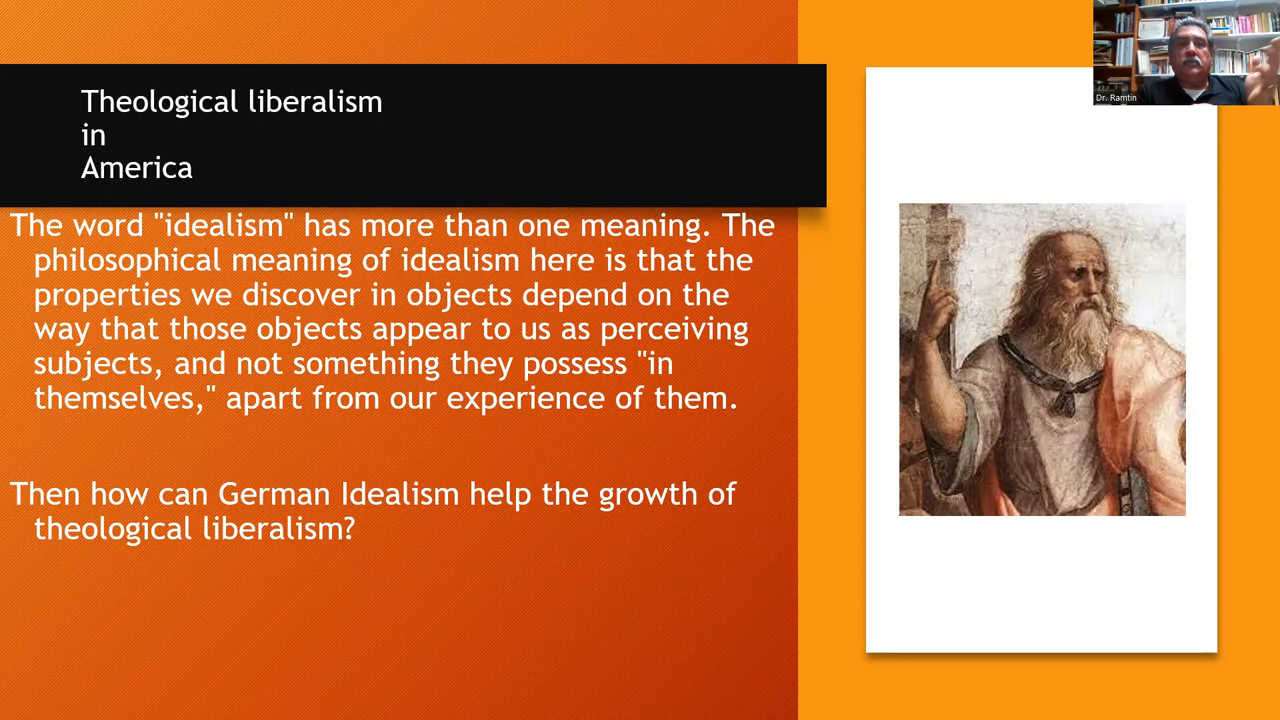 Theological liberalism
in
America
The word "idealism" has more than one meaning. The
philosophical meaning of idealism here is that the
properties we discover in objects depend on the
way that those objects appear to us as perceiving
subjects, and not something they possess "in
themselves," apart from our experience of them.
Then how can German Idealism help the growth of
theological liberalism?
Dr. Ramtin